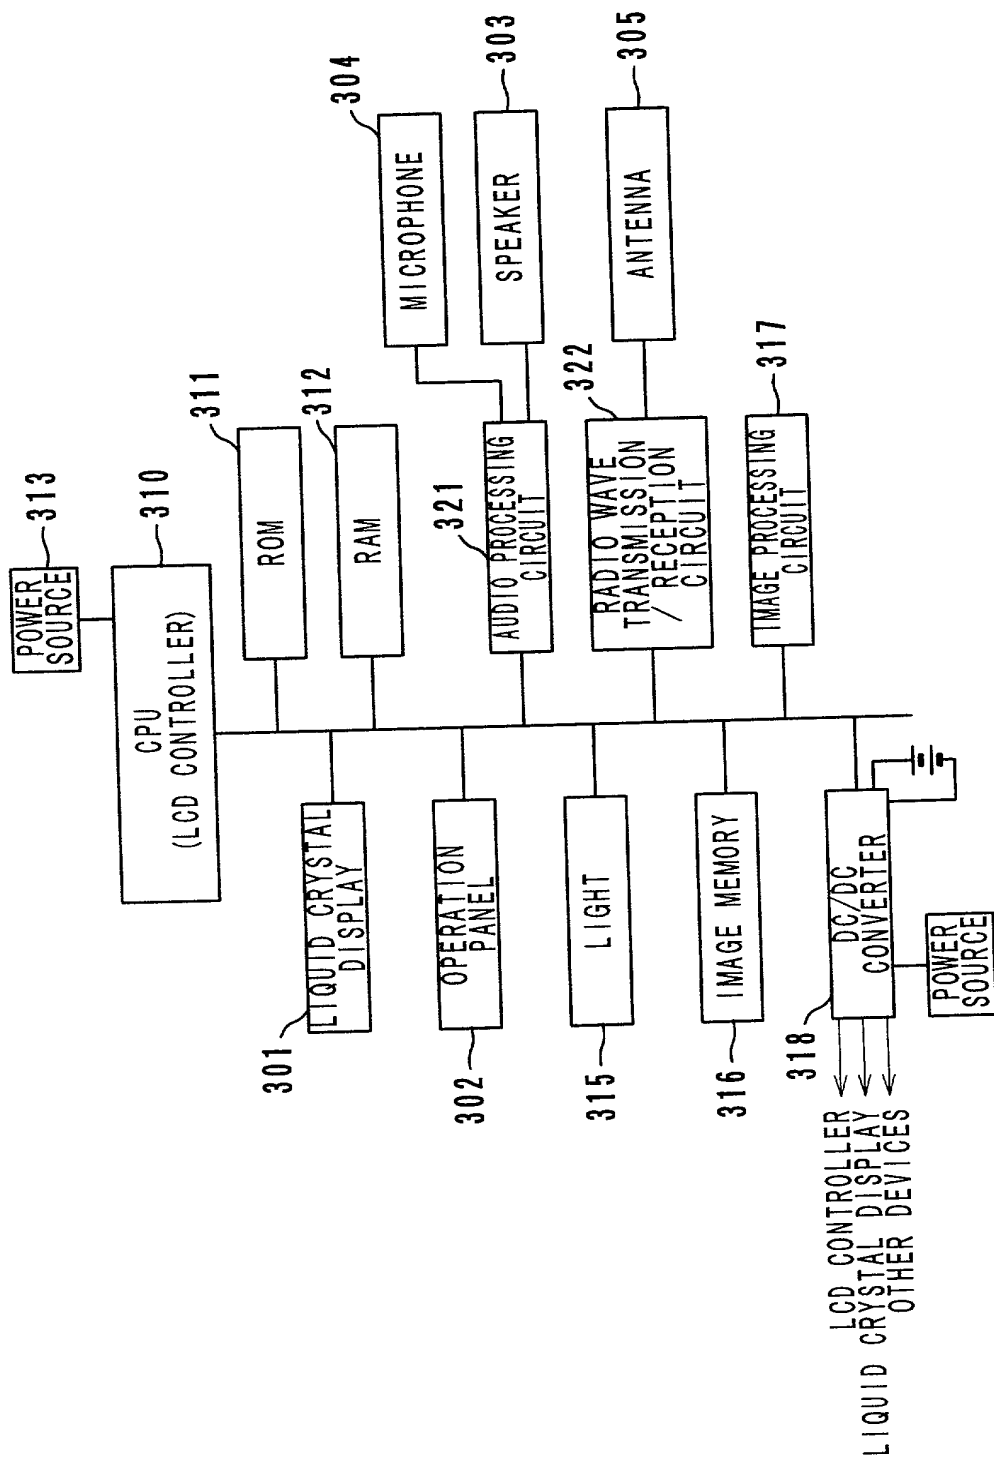 313
POWER
SOURCE
310
CPU
(LCD CONTROLLER)
311
ROM
312
RAM
304
MICROPHONE
303
SPEAKER
305
ANTENNA
321
AUDIO PROCESSING
CIRCUIT
322
RADIO WAVE
TRANSMISSION
/RECEPTION
CIRCUIT
317
IMAGE PROCESSING
CIRCUIT
301
LIQUID CRYSTAL
DISPLAY
302
OPERATION
PANEL
315
LIGHT
316
IMAGE MEMORY
318
DC/DC
CONVERTER
POWER
SOURCE
LCD CONTROLLER
LIQUID CRYSTAL DISPLAY
OTHER DEVICES